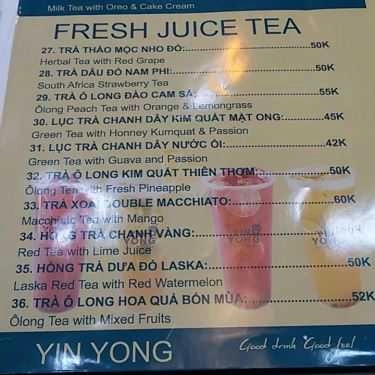 Milk Tea with Oreo & Cake Cream
FRESH JUICE TEA
27. TRÀ THẢO MỌC NHO ĐỎ:...50K
Herbal Tea with Red Grape
28. TRÀ DÂU ĐỎ NAM PHI:...50K
South Africa Strawberry Tea
29. TRÀ Ô LONG ĐÀO CAM SẢ:...55K
Ôlong Peach Tea with Orange & Lemongrass
30. LỤC TRÀ CHANH DÂY KIM QUẤT MẬT ONG:...45K
Green Tea with Honney Kumquat & Passion
31. LỤC TRÀ CHANH DÂY NƯỚC ỔI:...42K
Green Tea with Guava and Passion
32. TRÀ Ô LONG KIM QUẤT THIÊN THƠM:...50K
Ôlong Tea with Fresh Pineapple
33. TRÀ XOÀI DOUBLE MACCHIATO:...60K
Macchiato Tea with Mango
34. HỒNG TRÀ CHANH VÀNG:...50K
Red Tea with Lime Juice
35. HỒNG TRÀ DƯA ĐỎ LASKA:...50K
Laska Red Tea with Red Watermelon
36. TRÀ Ô LONG HOA QUẢ BỐN MÙA:...52K
Ôlong Tea with Mixed Fruits
YIN YONG
Good drink Good feel